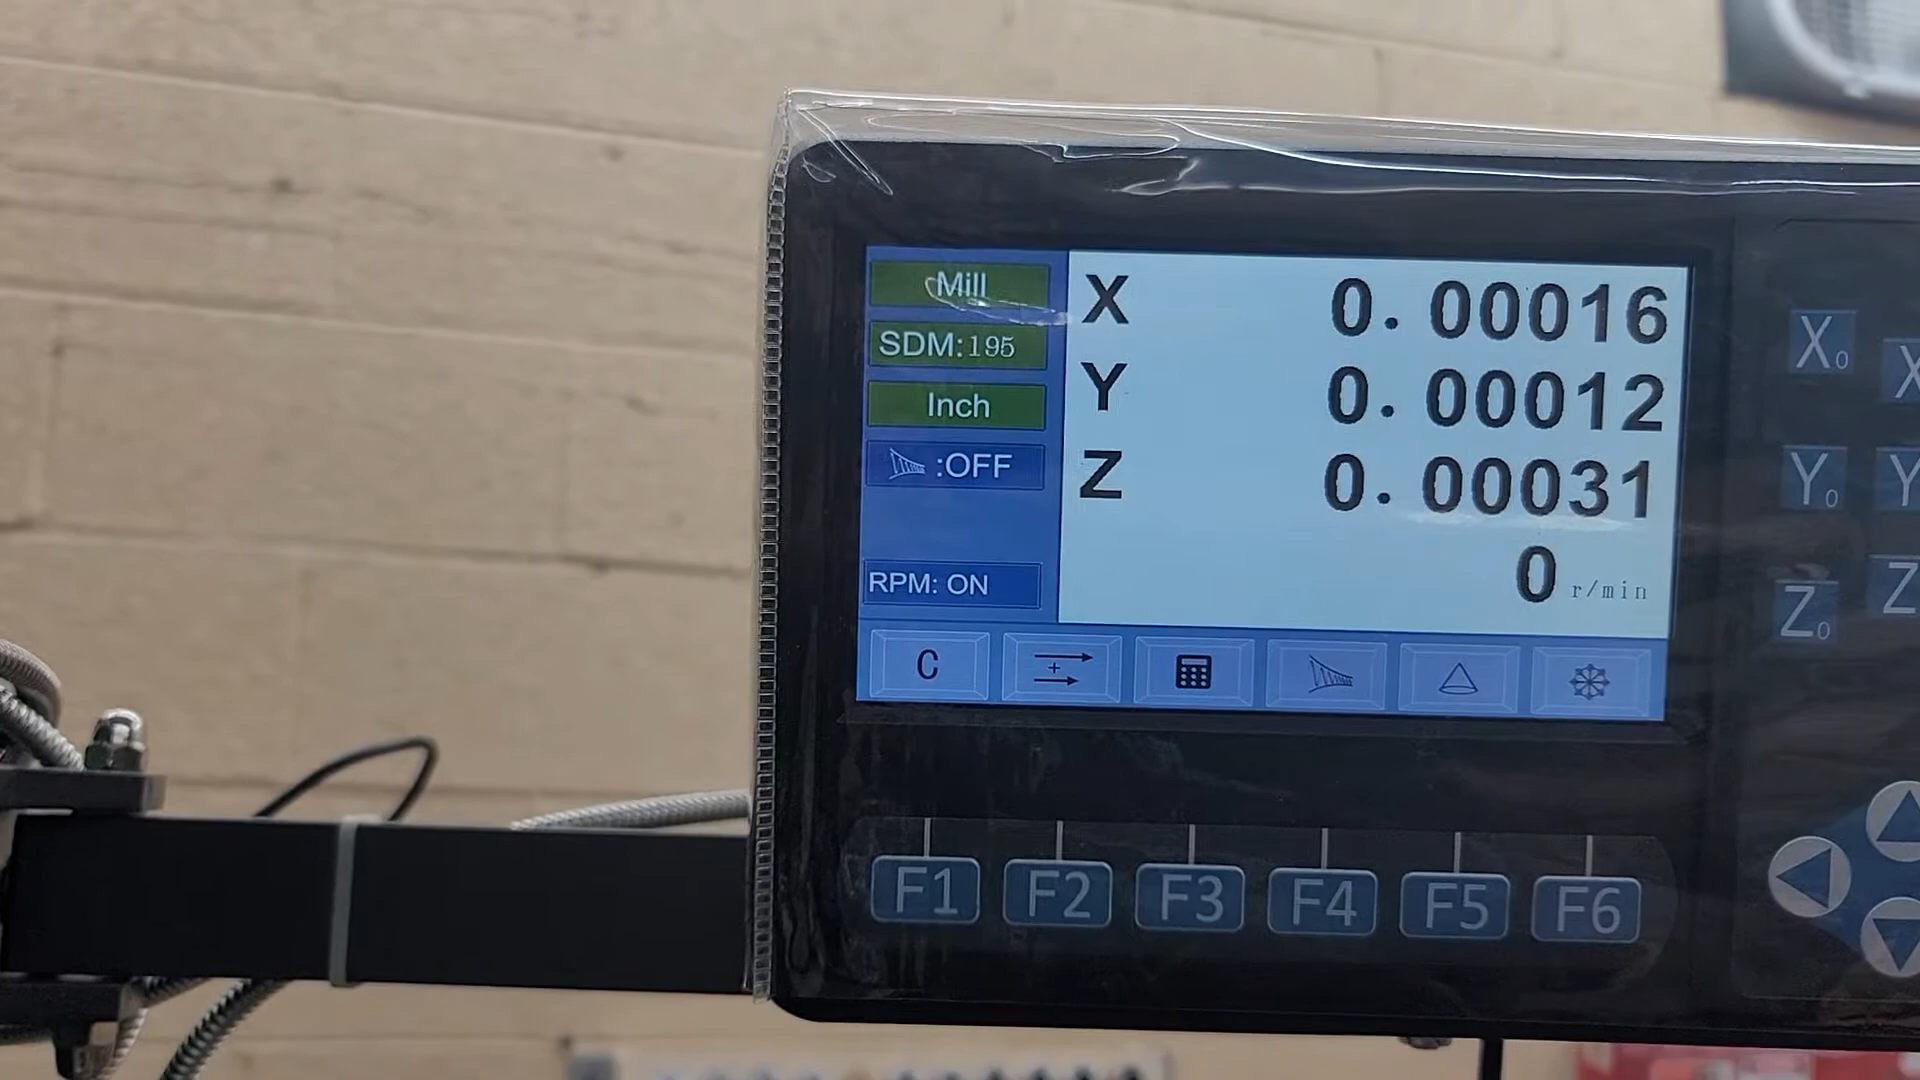 Mill
SDM:195
Inch
:OFF
RPM: ON
X 0.00016
Y 0.00012
Z 0.00031
0 r/min
C
+
F1 F2 F3 F4 F5 F6
X0 X
Y0 Y
Z0 Z